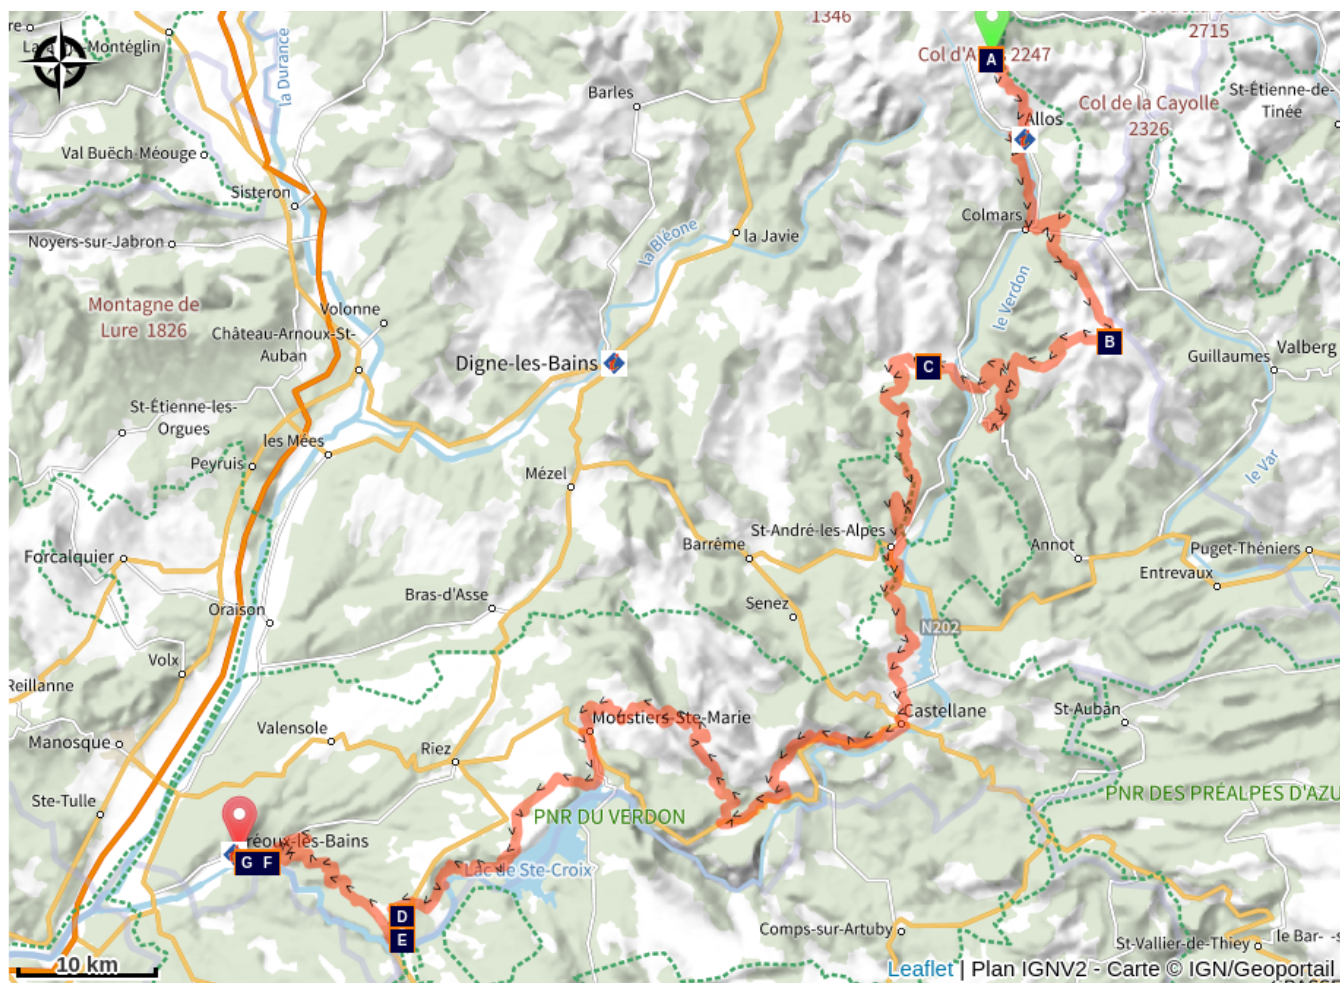 1346
2715
Col d'A
2247
la Durance
Barles
St-Étienne-de-
Tinée
Col de la Cayolle
2326
A
Allos
Val Buëch-Méouge
Sisteron
Colmars
Noyers-sur-Jabron
la Javie
la Bléone
le Verdon
Montagne de
Lure 1826
Volonne
Château-Arnoux-St-
Auban
B
Guillaumes
Valberg
Digne-les-Bains
C
St-Étienne-les-
Orgues
les Mées
Peyruis
Mézel
le Var
St-André-les-Alpes
Barrême
Annot
Puget-Théniers
Entrevaux
Forcalquier
Bras-d'Asse
Senez
Oraison
N202
Volx
Reillanne
Castellane
St-Auban
Moustiers-Ste-Marie
Valensole
Manosque
Riez
Ste-Tulle
PNR DU VERDON
PNR DES PRÉALPES D'AZU
réoux-les-Bains
G F
Lac de Ste-Croix
D
E
Comps-sur-Artuby
St-Vallier-de-Thiey
le Bar-
10 km
Leaflet | Plan IGNV2 - Carte © IGN/Geoportail